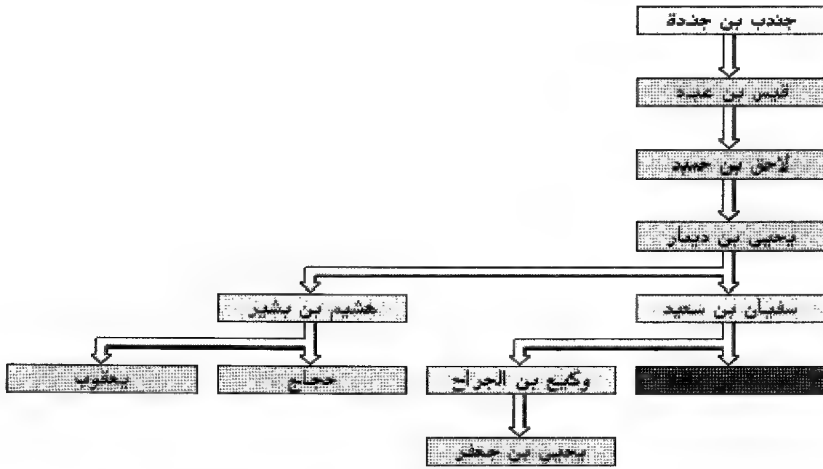 جندب بن جندة
قيس بن عبد
لاحق بن حميد
يحيى بن دينار
سفيان بن سعيد
هشيم بن بشير
وكيع بن الجراح
حجاج
يعقوب
يحيى بن جعفر